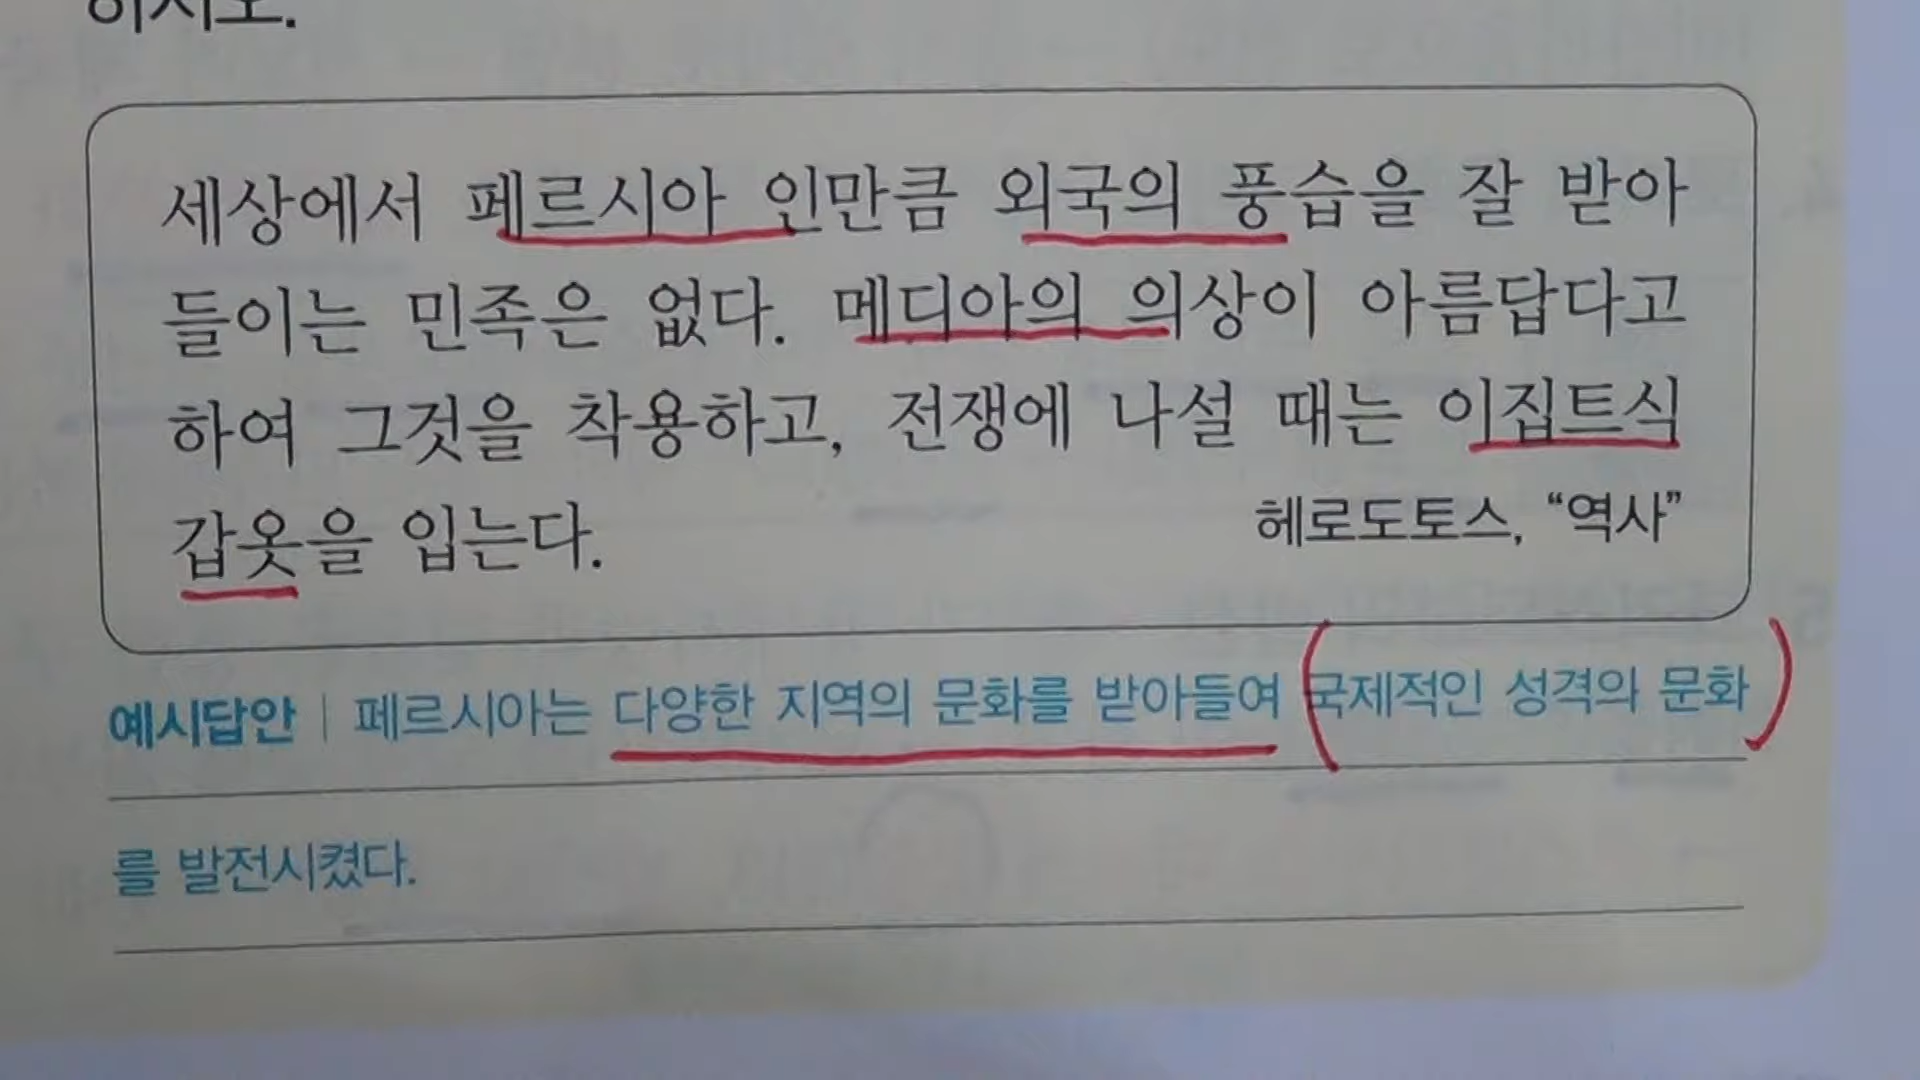 하시오.
세상에서 페르시아 인만큼 외국의 풍습을 잘 받아
들이는 민족은 없다. 메디아의 의상이 아름답다고
하여 그것을 착용하고, 전쟁에 나설 때는 이집트식
갑옷을 입는다.
헤로도토스, “역사”
예시답안 | 페르시아는 다양한 지역의 문화를 받아들여 국제적인 성격의 문화
를 발전시켰다.